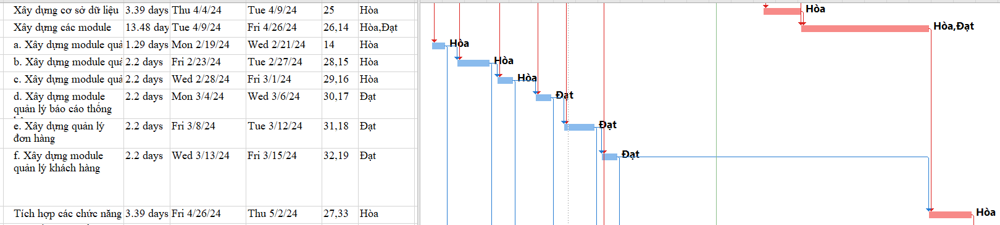 Xây dựng cơ sở dữ liệu 3.39 days Thu 4/4/24 Tue 4/9/24 25 Hòa Hòa
Xây dựng các module 13.48 day Tue 4/9/24 Fri 4/26/24 26,14 Hòa,Đạt Hòa,Đạt
a. Xây dựng module quả 1.29 days Mon 2/19/24 Wed 2/21/24 14 Hòa Hòa
b. Xây dựng module quả 2.2 days Fri 2/23/24 Tue 2/27/24 28,15 Hòa Hòa
c. Xây dựng module quả 2.2 days Wed 2/28/24 Fri 3/1/24 29,16 Hòa Hòa
d. Xây dựng module 2.2 days Mon 3/4/24 Wed 3/6/24 30,17 Đạt Đạt
quản lý báo cáo thống
e. Xây dựng quản lý 2.2 days Fri 3/8/24 Tue 3/12/24 31,18 Đạt Đạt
đơn hàng
f. Xây dựng module 2.2 days Wed 3/13/24 Fri 3/15/24 32,19 Đạt Đạt
quản lý khách hàng
Tích hợp các chức năng 3.39 days Fri 4/26/24 Thu 5/2/24 27,33 Hòa Hòa